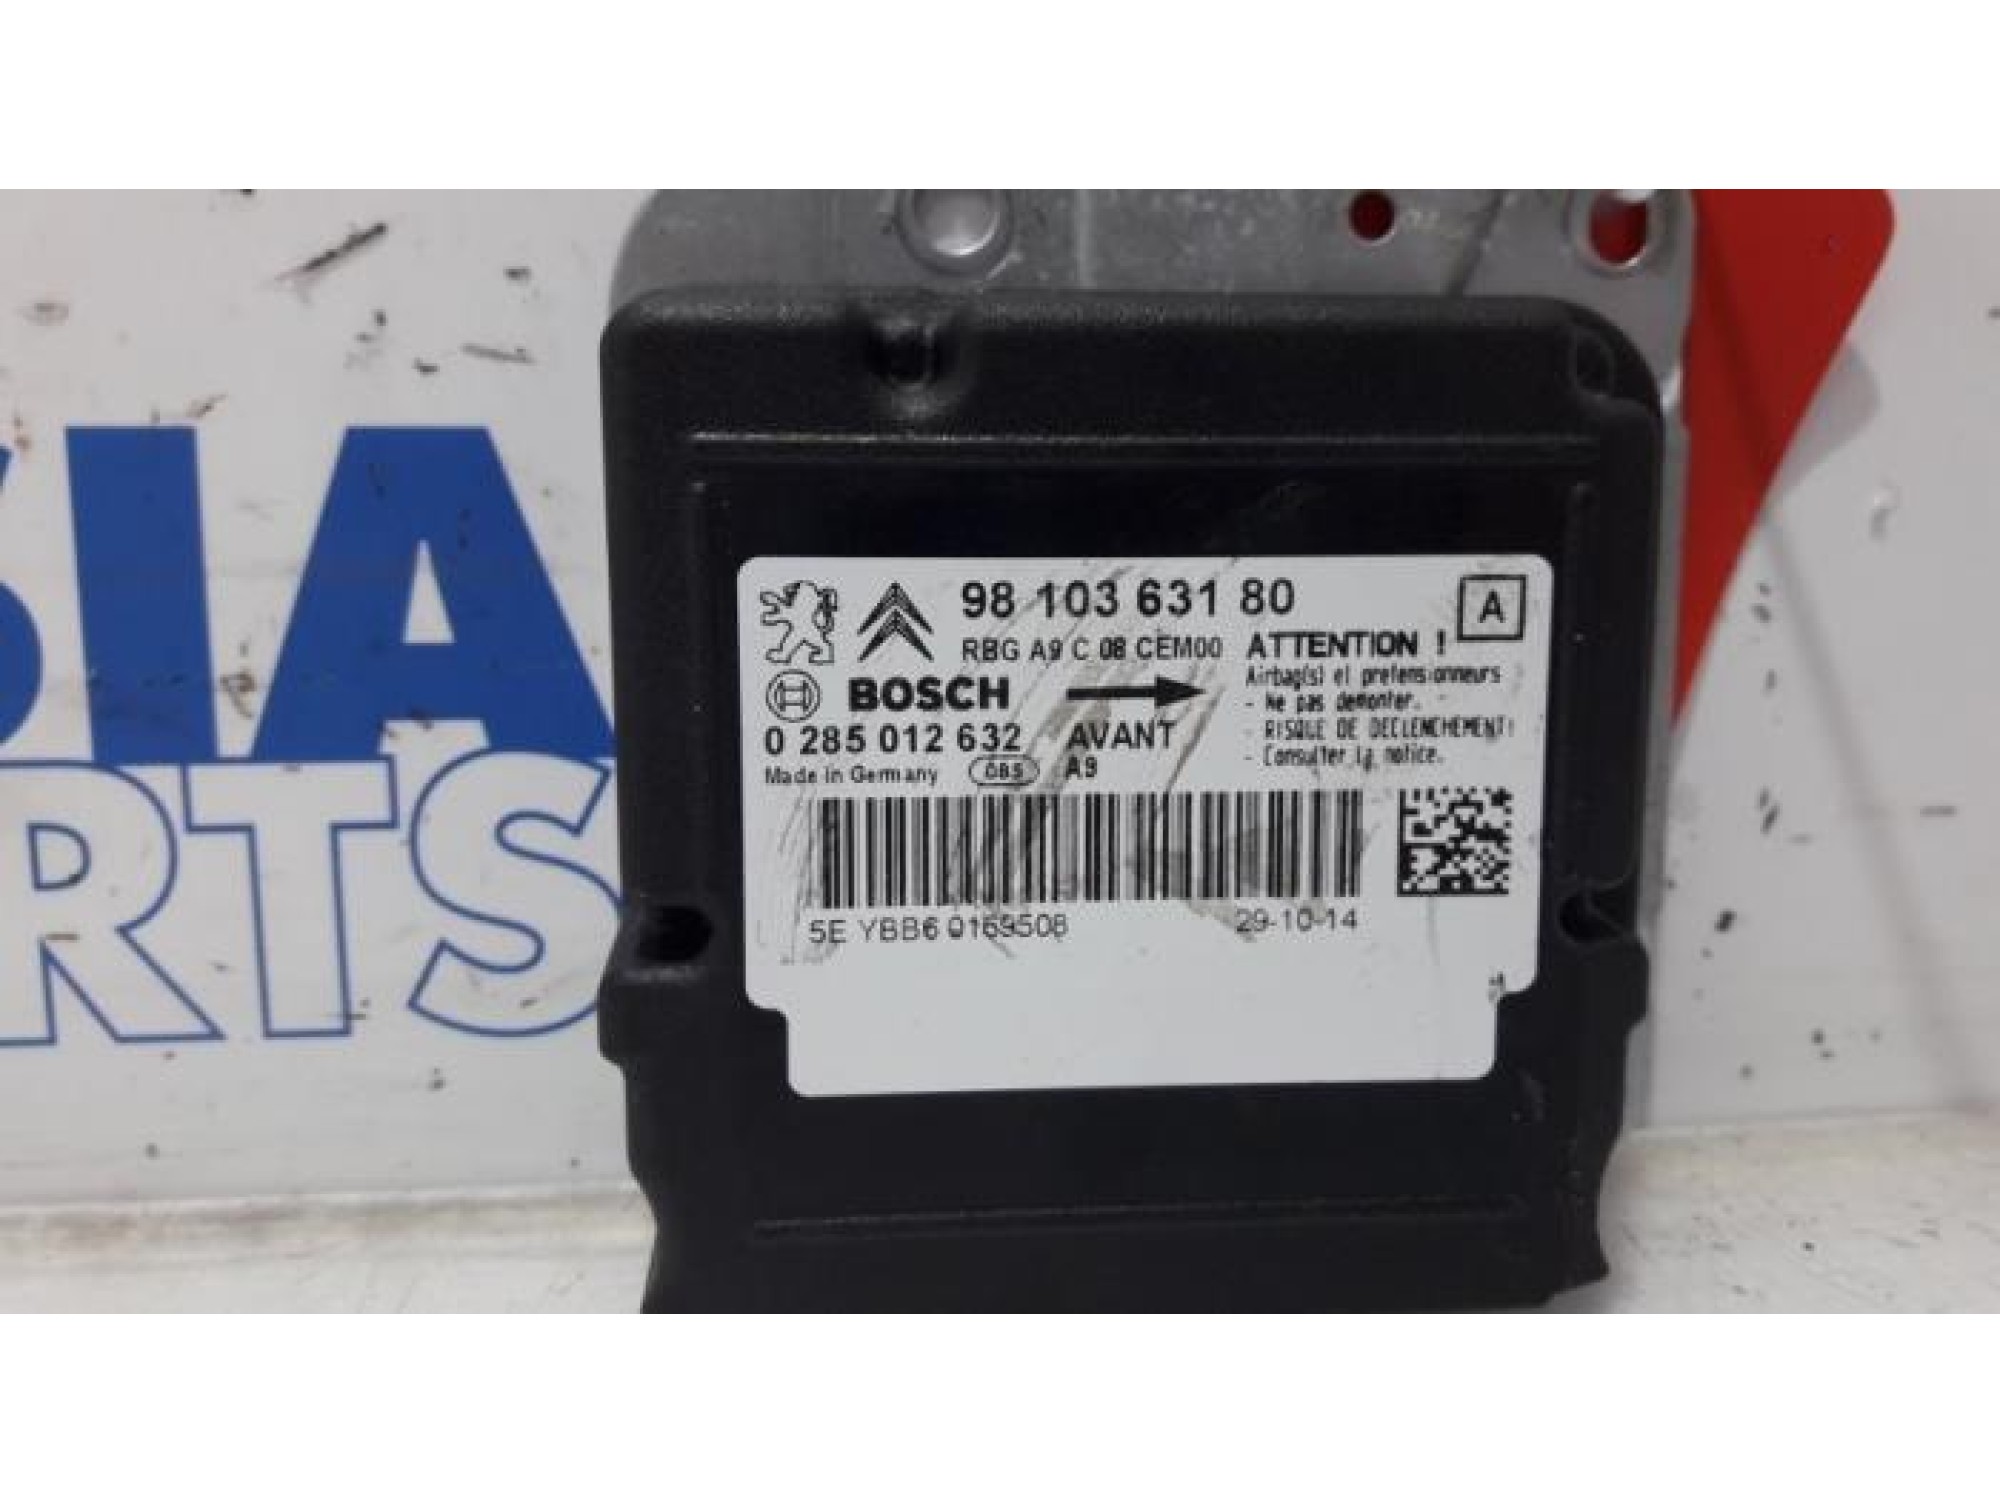 SIA
RTS
98 103 631 80
A
RBG A9 C 08 CEM00
ATTENTION !
Airbag(s) et pretensionneurs
- Ne pas demonter.
- RISQUE DE DECLENCHEMENT!
- Consulter la notice.
BOSCH
0 285 012 632
AVANT
Made in Germany
A9
5E YBB6 0169508
29-10-14